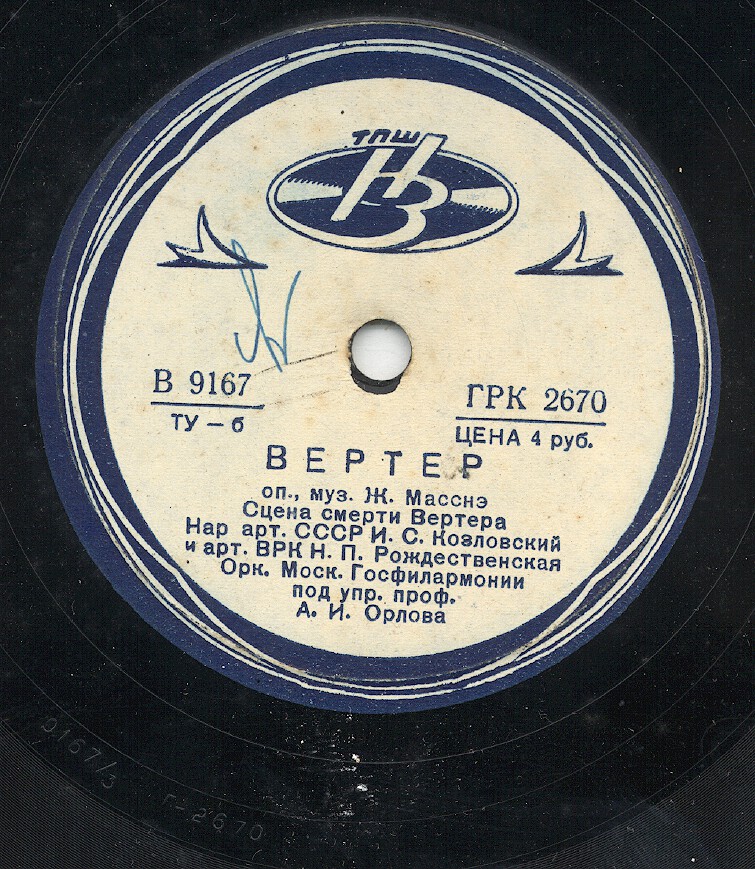 ТПШ
НЗ
В 9167
ТУ – б
ГРК 2670
ЦЕНА 4 руб.
ВЕРТЕР
оп., муз. Ж. Масснэ
Сцена смерти Вертера
Нар арт. СССР И. С. Козловский
и арт. ВРК Н. П. Рождественская
Орк. Моск. Госфилармонии
под упр. проф.
А. И. Орлова
9167/3 Г-2670